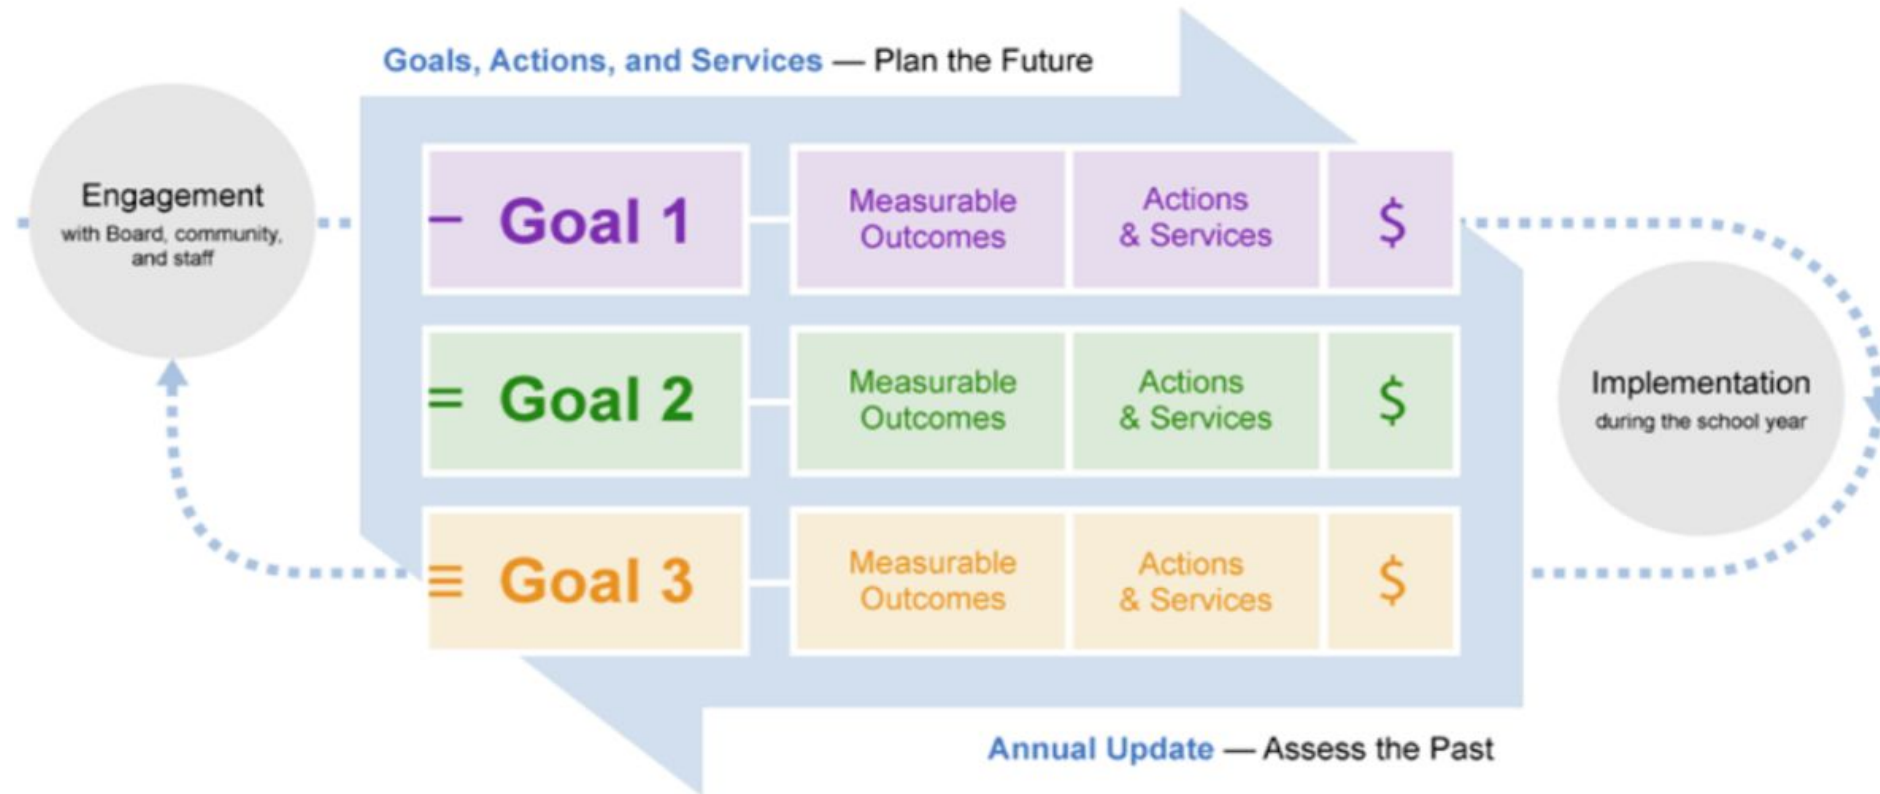 Goals, Actions, and Services — Plan the Future
Engagement
with Board, community,
and staff
Goal 1
Measurable
Outcomes
Actions
& Services
$
Goal 2
Measurable
Outcomes
Actions
& Services
$
Goal 3
Measurable
Outcomes
Actions
& Services
$
Implementation
during the school year
Annual Update — Assess the Past